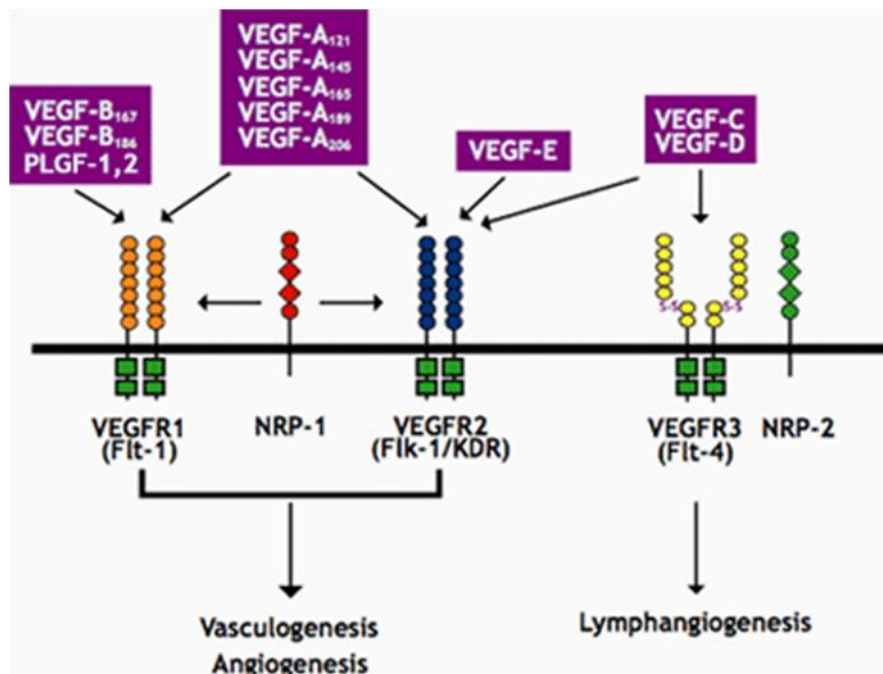 VEGF-A₁₂₁
VEGF-A₁₄₅
VEGF-A₁₆₅
VEGF-A₁₈₉
VEGF-A₂₀₆
VEGF-B₁₆₇
VEGF-B₁₈₆
PLGF-1,2
VEGF-E
VEGF-C
VEGF-D
S-S
S-S
VEGFR1
(Flt-1)
NRP-1
VEGFR2
(Flk-1/KDR)
VEGFR3
(Flt-4)
NRP-2
Vasculogenesis
Angiogenesis
Lymphangiogenesis